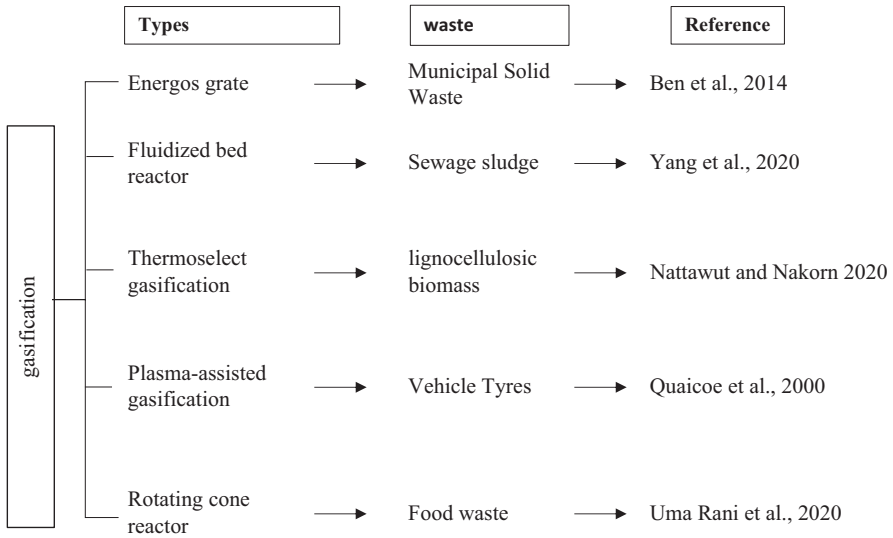 Types
waste
Reference
gasification
Energos grate
Municipal Solid
Waste
Ben et al., 2014
Fluidized bed
reactor
Sewage sludge
Yang et al., 2020
Thermoselect
gasification
lignocellulosic
biomass
Nattawut and Nakorn 2020
Plasma-assisted
gasification
Vehicle Tyres
Quaicoe et al., 2000
Rotating cone
reactor
Food waste
Uma Rani et al., 2020